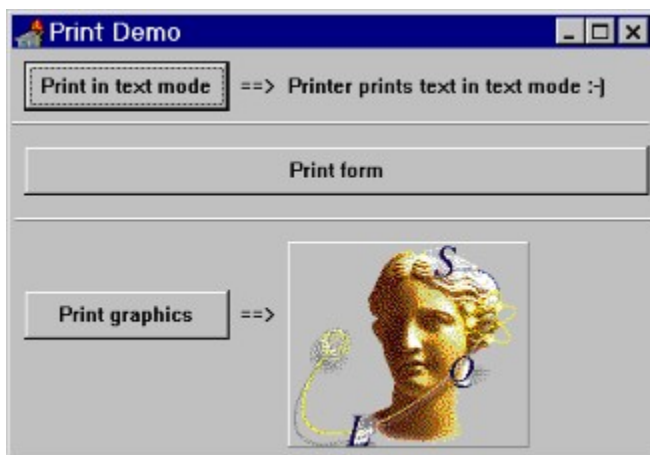 Print Demo
Print in text mode ==> Printer prints text in text mode :-)
Print form
Print graphics ==>
S
Q
L